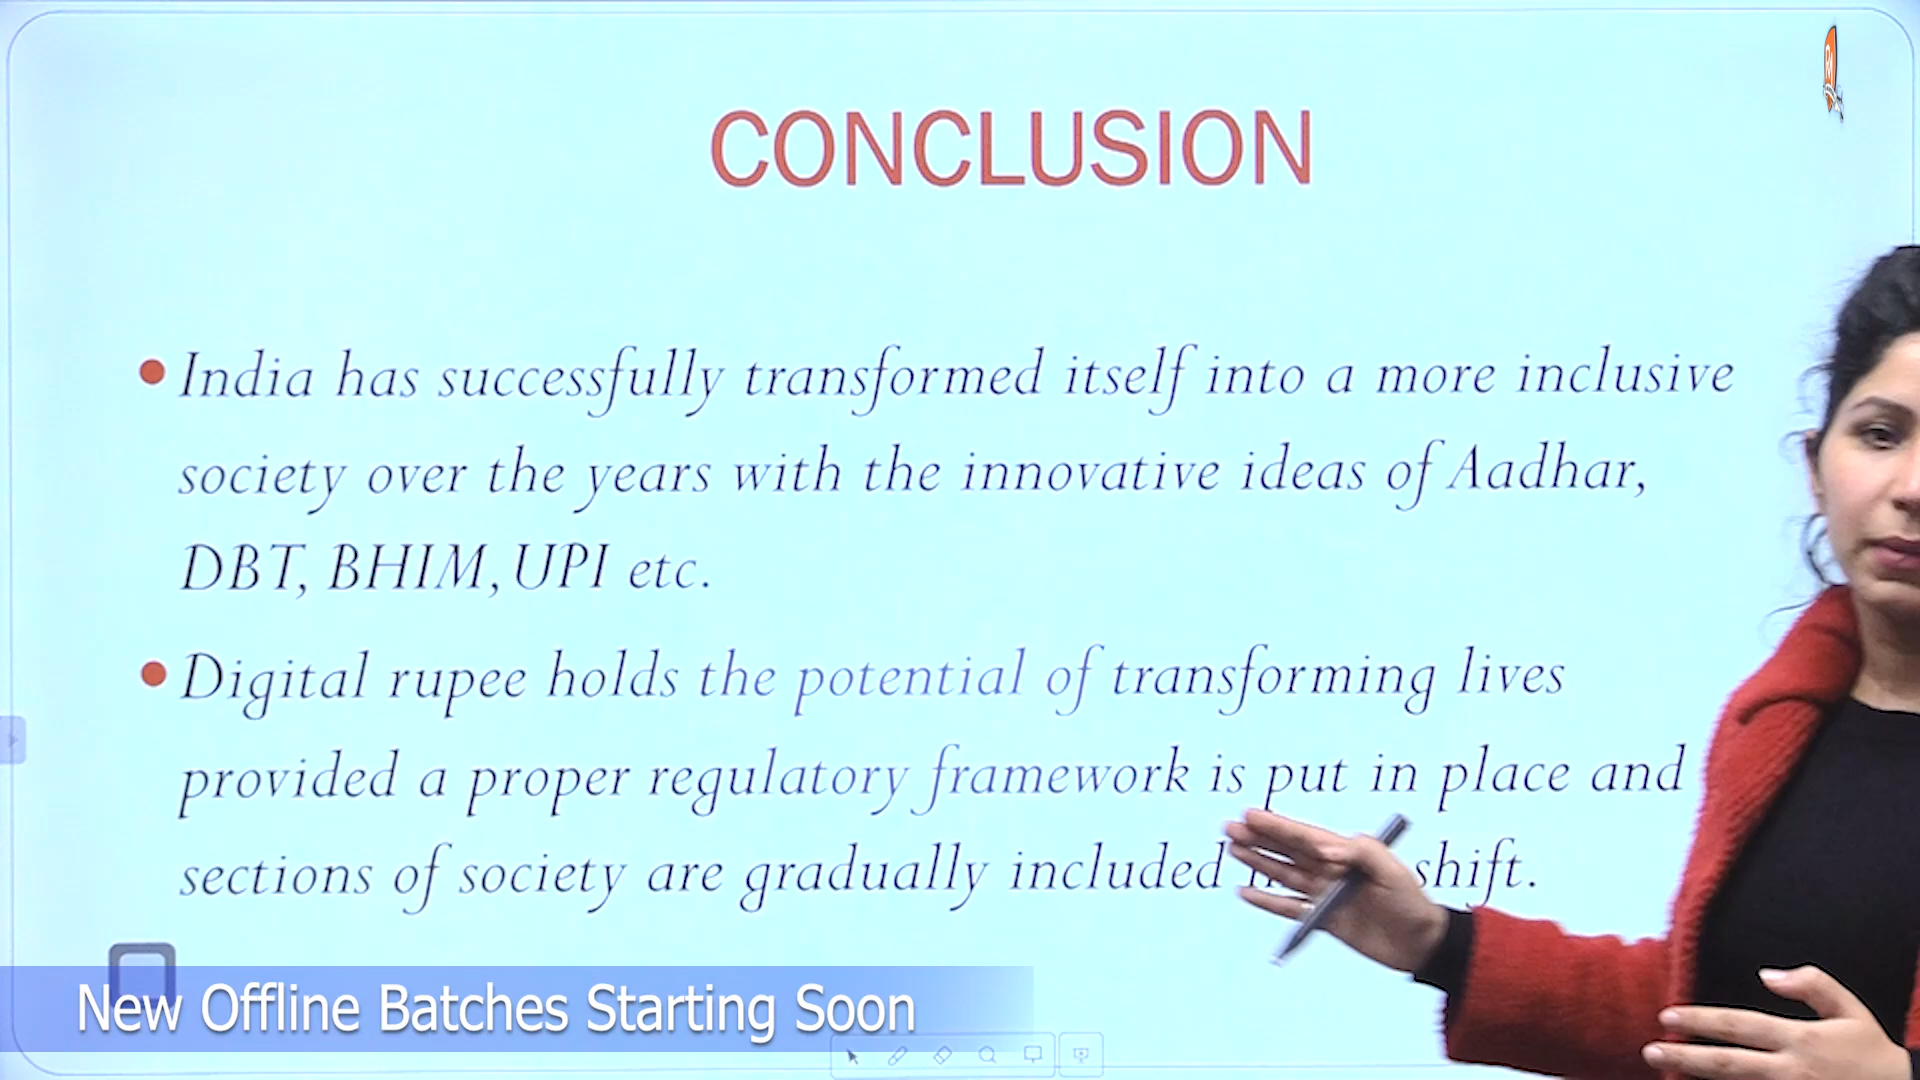 CONCLUSION
India has successfully transformed itself into a more inclusive
society over the years with the innovative ideas of Aadhar,
DBT, BHIM, UPI etc.
Digital rupee holds the potential of transforming lives
provided a proper regulatory framework is put in place and
sections of society are gradually included shift.
New Offline Batches Starting Soon